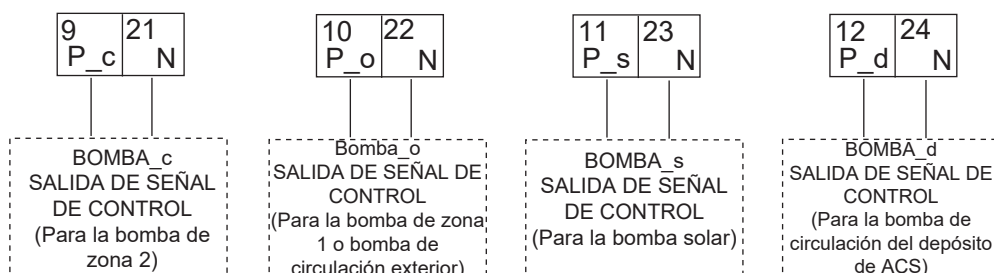 9 21
P_c N
BOMBA_c
SALIDA DE SEÑAL
DE CONTROL
(Para la bomba de
zona 2)
10 22
P_o N
Bomba_o
SALIDA DE SEÑAL DE
CONTROL
(Para la bomba de zona
1 o bomba de
circulación exterior)
11 23
P_s N
BOMBA_s
SALIDA DE SEÑAL
DE CONTROL
(Para la bomba solar)
12 24
P_d N
BOMBA_d
SALIDA DE SEÑAL DE
CONTROL
(Para la bomba de
circulación del depósito
de ACS)